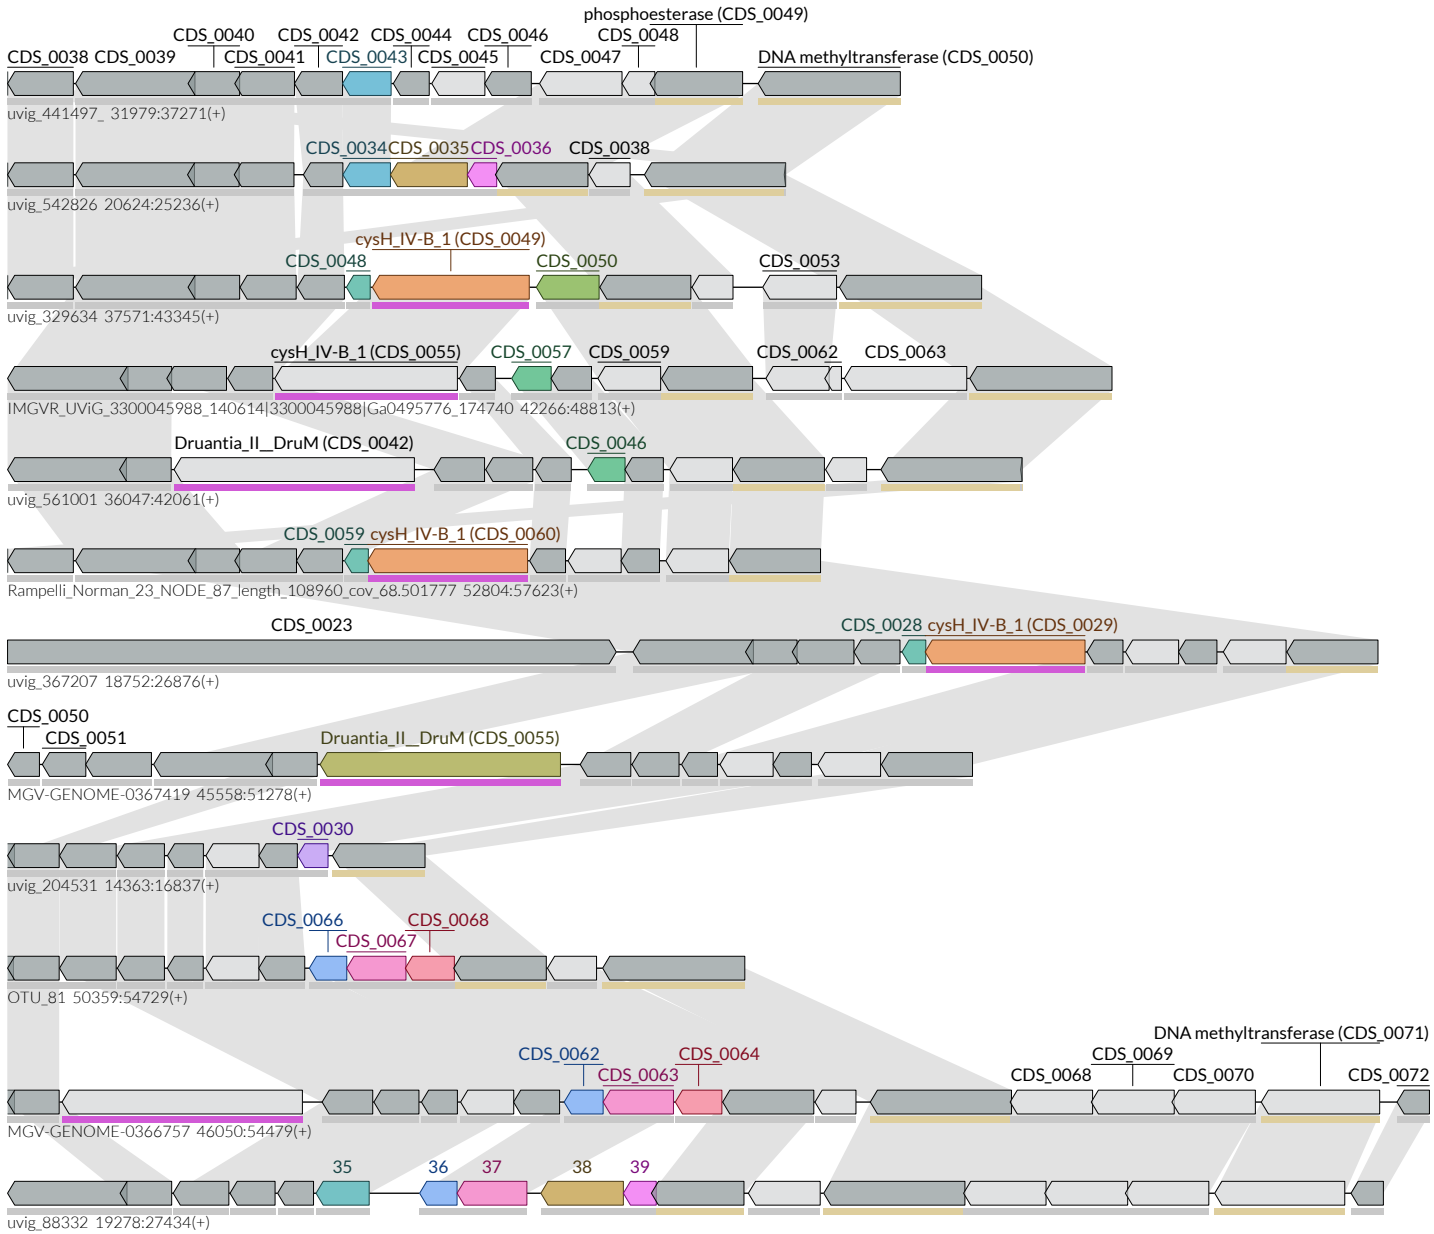 phosphoesterase (CDS_0049)
CDS_0040 CDS_0042 CDS_0044 CDS_0046 CDS_0048
CDS_0038 CDS_0039 CDS_0041 CDS_0043 CDS_0045 CDS_0047 DNA methyltransferase (CDS_0050)
uvig_441497_ 31979:37271(+)
CDS_0034 CDS_0035 CDS_0036 CDS_0038
uvig_542826 20624:25236(+)
cysH_IV-B_1 (CDS_0049)
CDS_0048 CDS_0050 CDS_0053
uvig_329634 37571:43345(+)
cysH_IV-B_1 (CDS_0055) CDS_0057 CDS_0059 CDS_0062 CDS_0063
IMGVR_UViG_3300045988_140614|3300045988|Ga0495776_174740 42266:48813(+)
Druantia_II__DruM (CDS_0042) CDS_0046
uvig_561001 36047:42061(+)
CDS_0059 cysH_IV-B_1 (CDS_0060)
Rampelli_Norman_23_NODE_87_length_108960_cov_68.501777 52804:57623(+)
CDS_0023 CDS_0028 cysH_IV-B_1 (CDS_0029)
uvig_367207 18752:26876(+)
CDS_0050
CDS_0051 Druantia_II__DruM (CDS_0055)
MGV-GENOME-0367419 45558:51278(+)
CDS_0030
uvig_204531 14363:16837(+)
CDS_0066 CDS_0068
CDS_0067
OTU_81 50359:54729(+)
DNA methyltransferase (CDS_0071)
CDS_0062 CDS_0064 CDS_0069
CDS_0063 CDS_0068 CDS_0070 CDS_0072
MGV-GENOME-0366757 46050:54479(+)
35 36 37 38 39
uvig_88332 19278:27434(+)